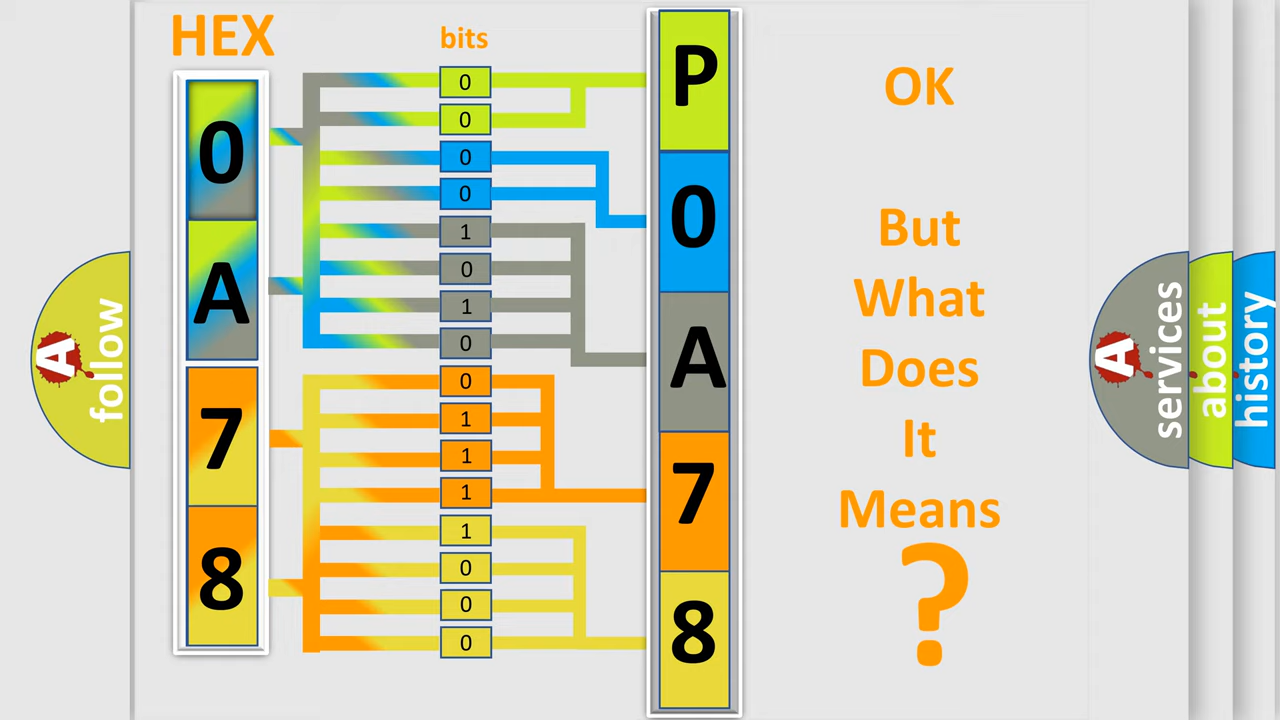 HEX
bits
0
A
7
8
0
0
0
0
1
0
1
0
0
1
1
1
1
0
0
0
P
0
A
7
8
OK
But
What
Does
It
Means
?
A
follow
A
services
about
history